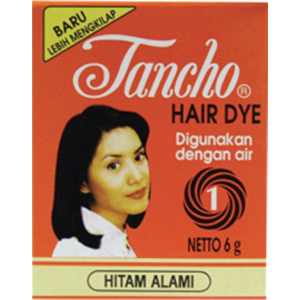 BARU
LEBIH MENGKILAP
Tancho®
HAIR DYE
Digunakan
dengan air
1
NETTO 6 g
HITAM ALAMI